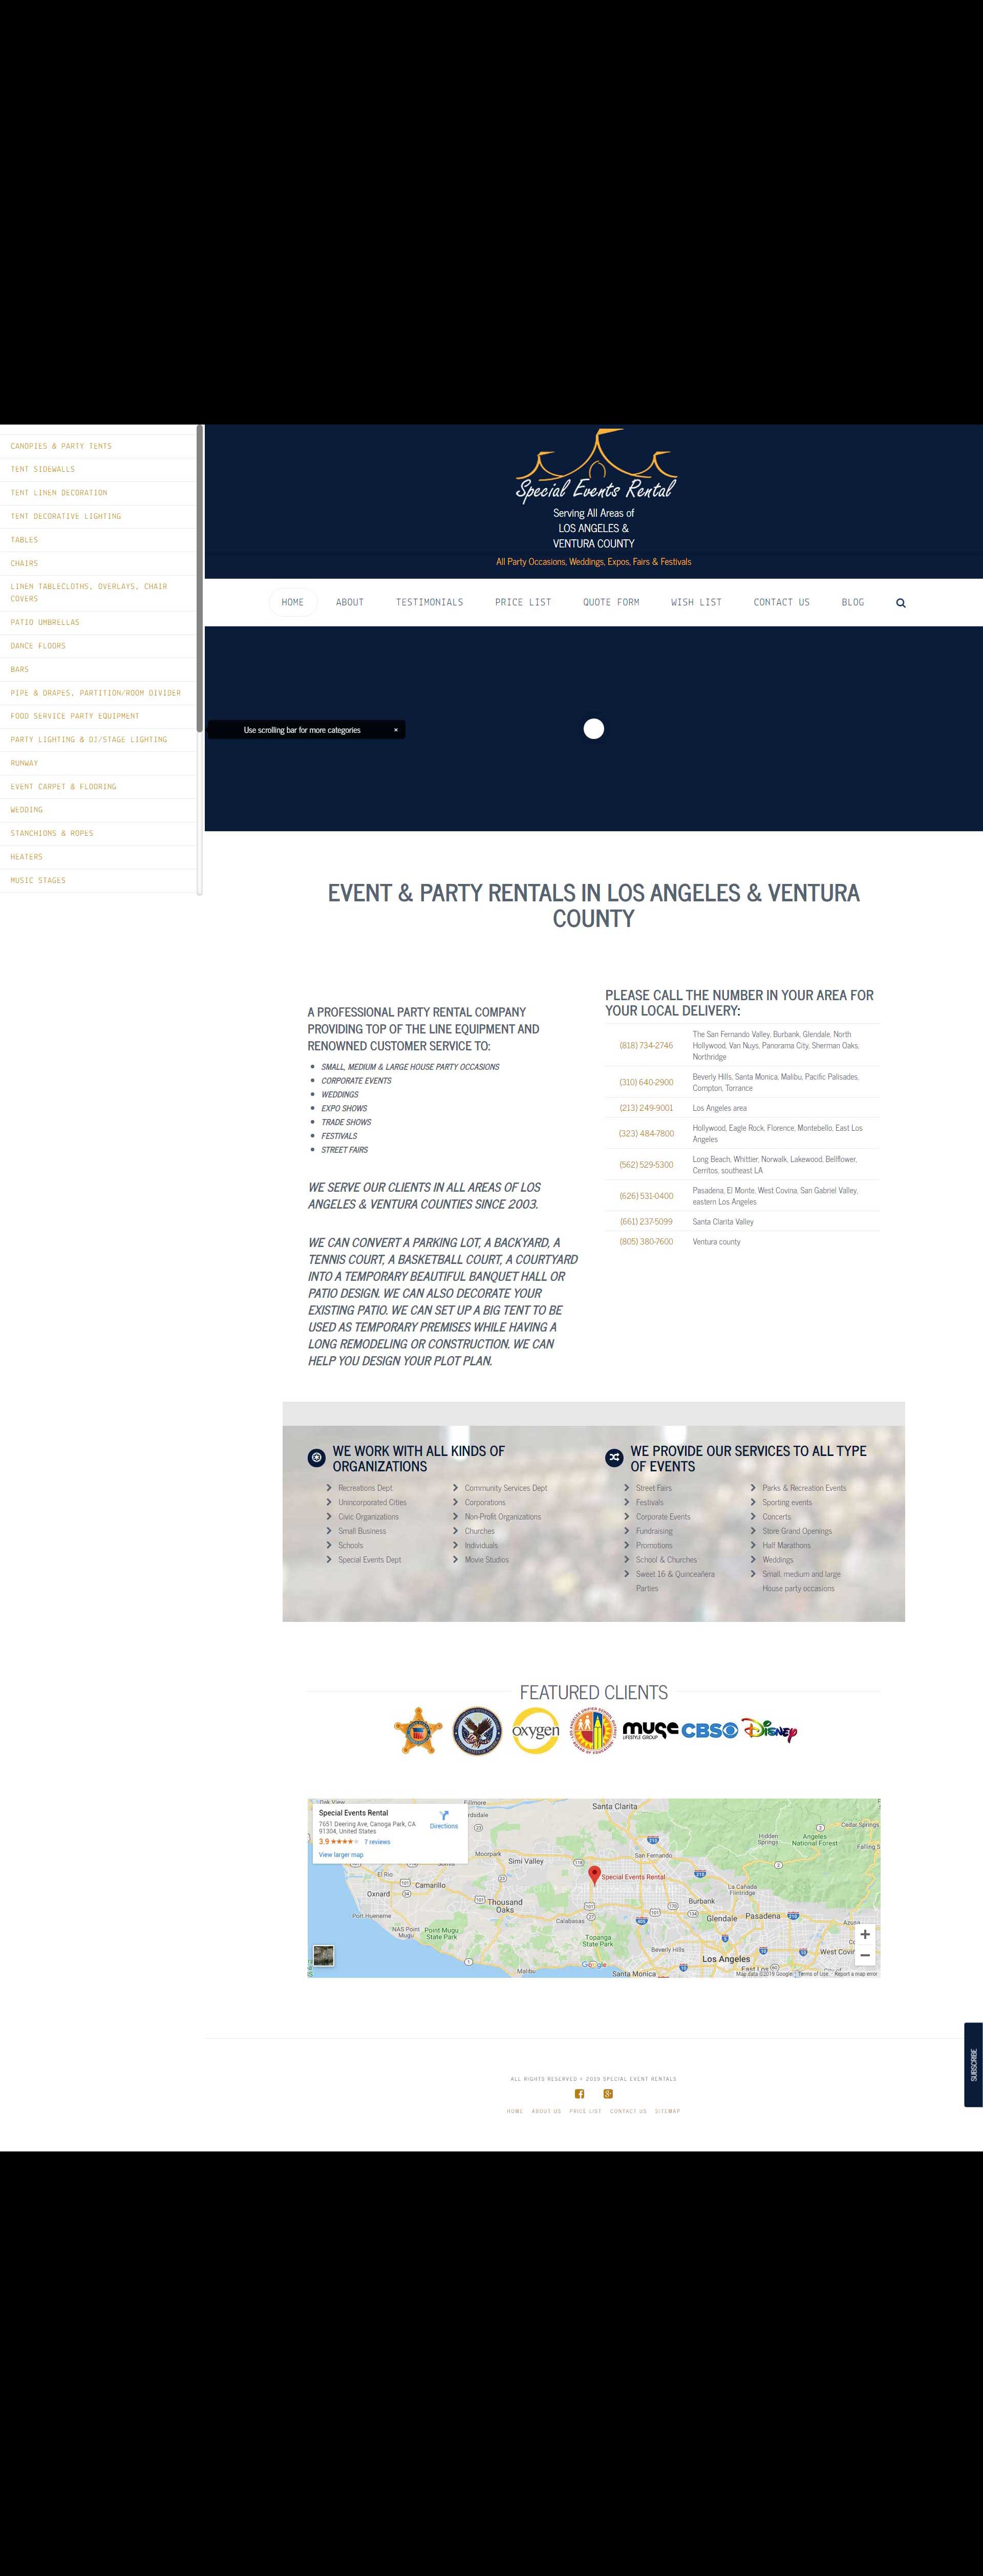 CANOPIES & PARTY TENTS
TENT SIDEWALLS
TENT LINEN DECORATION
TENT DECORATIVE LIGHTING
TABLES
CHAIRS
LINEN TABLECLOTHS, OVERLAYS, CHAIR
COVERS
PATIO UMBRELLAS
DANCE FLOORS
BARS
PIPE & DRAPES, PARTITION/ROOM DIVIDER
FOOD SERVICE PARTY EQUIPMENT
PARTY LIGHTING & DJ/STAGE LIGHTING
RUNWAY
EVENT CARPET & FLOORING
WEDDING
STANCHIONS & ROPES
HEATERS
MUSIC STAGES
Special Events Rental
Serving All Areas of
LOS ANGELES &
VENTURA COUNTY
All Party Occasions, Weddings, Expos, Fairs & Festivals
HOME ABOUT TESTIMONIALS PRICE LIST QUOTE FORM WISH LIST CONTACT US BLOG
Use scrolling bar for more categories ×
EVENT & PARTY RENTALS IN LOS ANGELES & VENTURA
COUNTY
A PROFESSIONAL PARTY RENTAL COMPANY
PROVIDING TOP OF THE LINE EQUIPMENT AND
RENOWNED CUSTOMER SERVICE TO:
SMALL, MEDIUM & LARGE HOUSE PARTY OCCASIONS
CORPORATE EVENTS
WEDDINGS
EXPO SHOWS
TRADE SHOWS
FESTIVALS
STREET FAIRS
WE SERVE OUR CLIENTS IN ALL AREAS OF LOS
ANGELES & VENTURA COUNTIES SINCE 2003.
WE CAN CONVERT A PARKING LOT, A BACKYARD, A
TENNIS COURT, A BASKETBALL COURT, A COURTYARD
INTO A TEMPORARY BEAUTIFUL BANQUET HALL OR
PATIO DESIGN. WE CAN ALSO DECORATE YOUR
EXISTING PATIO. WE CAN SET UP A BIG TENT TO BE
USED AS TEMPORARY PREMISES WHILE HAVING A
LONG REMODELING OR CONSTRUCTION. WE CAN
HELP YOU DESIGN YOUR PLOT PLAN.
PLEASE CALL THE NUMBER IN YOUR AREA FOR
YOUR LOCAL DELIVERY:
(818) 734-2746 The San Fernando Valley, Burbank, Glendale, North
Hollywood, Van Nuys, Panorama City, Sherman Oaks,
Northridge
(310) 640-2900 Beverly Hills, Santa Monica, Malibu, Pacific Palisades,
Compton, Torrance
(213) 249-9001 Los Angeles area
(323) 484-7800 Hollywood, Eagle Rock, Florence, Montebello, East Los
Angeles
(562) 529-5300 Long Beach, Whittier, Norwalk, Lakewood, Bellflower,
Cerritos, southeast LA
(626) 531-0400 Pasadena, El Monte, West Covina, San Gabriel Valley,
eastern Los Angeles
(661) 237-5099 Santa Clarita Valley
(805) 380-7600 Ventura county
WE WORK WITH ALL KINDS OF
ORGANIZATIONS
Recreations Dept
Unincorporated Cities
Civic Organizations
Small Business
Schools
Special Events Dept
Community Services Dept
Corporations
Non-Profit Organizations
Churches
Individuals
Movie Studios
WE PROVIDE OUR SERVICES TO ALL TYPE
OF EVENTS
Street Fairs
Festivals
Corporate Events
Fundraising
Promotions
School & Churches
Sweet 16 & Quinceañera
Parties
Parks & Recreation Events
Sporting events
Concerts
Store Grand Openings
Half Marathons
Weddings
Small, medium and large
House party occasions
FEATURED CLIENTS
oxygen
muse
LIFESTYLE GROUP
CBS
Disney
Special Events Rental
7651 Deering Ave, Canoga Park, CA
91304, United States
3.9 ★★★★ 7 reviews
View larger map
Directions
Oak View
Fillmore
Santa Clarita
Cedar Springs
Hidden
Springs
Angeles
National Forest
Falling S
Moorpark
Simi Valley
San Fernando
El Rio
Camarillo
Special Events Rental
La Cañada
Flintridge
Oxnard
Thousand
Oaks
Burbank
Port Hueneme
Calabasas
Glendale
Pasadena
Azusa
NAS Point
Mugu
Point Mugu
State Park
Topanga
State Park
Beverly Hills
Los Angeles
West Covin
Malibu
Google
Santa Monica
East Los
Map data ©2019 Google
Terms of Use
Report a map error
SUBSCRIBE
ALL RIGHTS RESERVED © 2019 SPECIAL EVENT RENTALS
HOME ABOUT US PRICE LIST CONTACT US SITEMAP